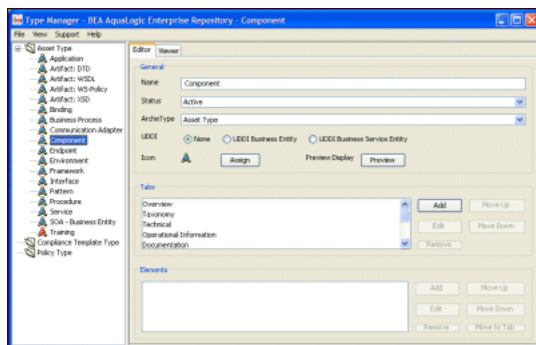 Type Manager - BEA AquaLogic Enterprise Repository - Component
File View Support Help
Asset Type
Application
Artifact: DTD
Artifact: WSDL
Artifact: WS-Policy
Artifact: XSD
Binding
Business Process
Communication Adapter
Component
Endpoint
Environment
Framework
Interface
Pattern
Procedure
Service
SOA - Business Entity
Training
Compliance Template Type
Policy Type
Editor Viewer
General
Name Component
Status Active
ArcheType Asset Type
UDDI None UDDI Business Entity UDDI Business Service Entity
Icon Assign Preview Display Preview
Tabs
Overview
Taxonomy
Technical
Operational Information
Documentation
Add Move Up
Edit Move Down
Remove
Elements
Add Move Up
Edit Move Down
Remove Move to Tab